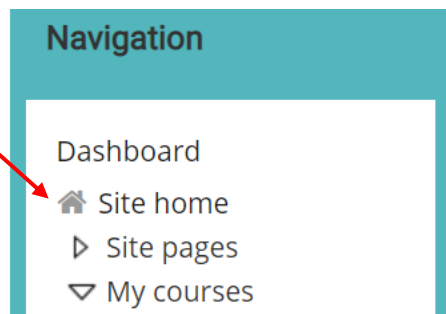 Navigation
Dashboard
Site home
Site pages
My courses